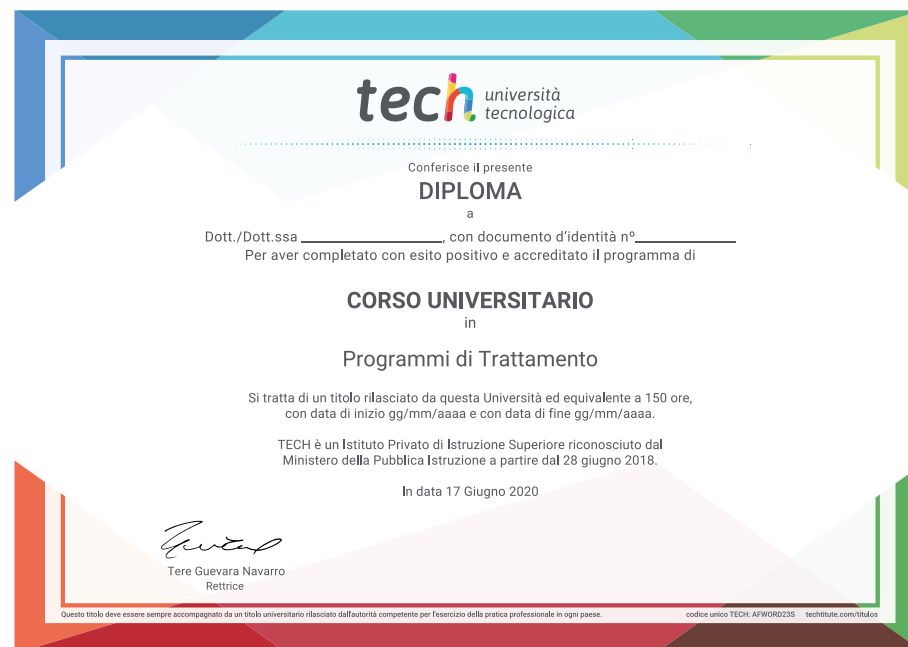 tech università
tecnologica
Conferisce il presente
DIPLOMA
a
Dott./Dott.ssa ____________________, con documento d'identità nº______________
Per aver completato con esito positivo e accreditato il programma di
CORSO UNIVERSITARIO
in
Programmi di Trattamento
Si tratta di un titolo rilasciato da questa Università ed equivalente a 150 ore,
con data di inizio gg/mm/aaaa e con data di fine gg/mm/aaaa.
TECH è un Istituto Privato di Istruzione Superiore riconosciuto dal
Ministero della Pubblica Istruzione a partire dal 28 giugno 2018.
In data 17 Giugno 2020
Tere Guevara Navarro
Rettrice
Questo titolo deve essere sempre accompagnato da un titolo universitario rilasciato dall'autorità competente per l'esercizio della pratica professionale in ogni paese. codice unico TECH: AFWORD23S techtitute.com/titulos